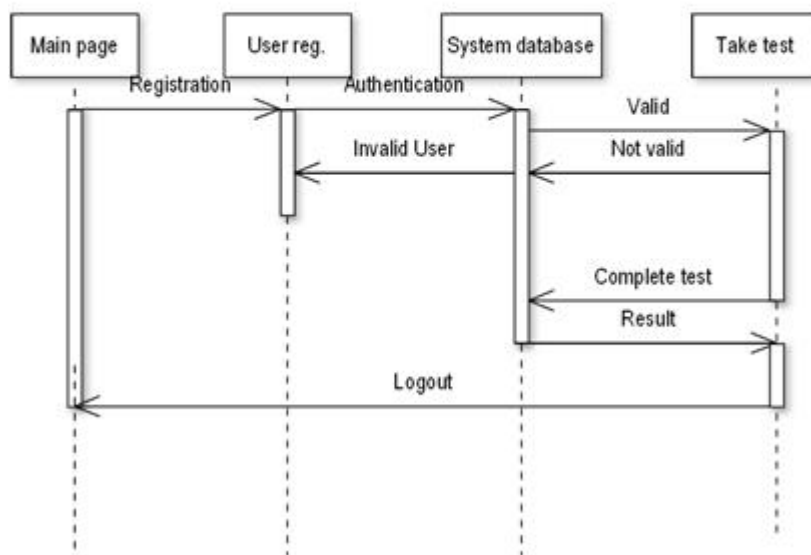 Main page
User reg.
System database
Take test
Registration
Authentication
Valid
Invalid User
Not valid
Complete test
Result
Logout